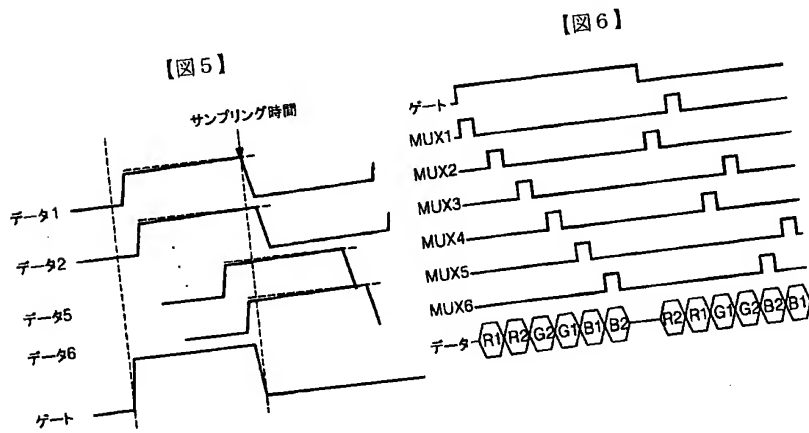 【図5】
サンプリング時間
データ1
データ2
データ5
データ6
ゲート
【図6】
ゲート
MUX1
MUX2
MUX3
MUX4
MUX5
MUX6
データ R1 R2 G2 G1 B1 B2 R2 R1 G1 G2 B2 B1